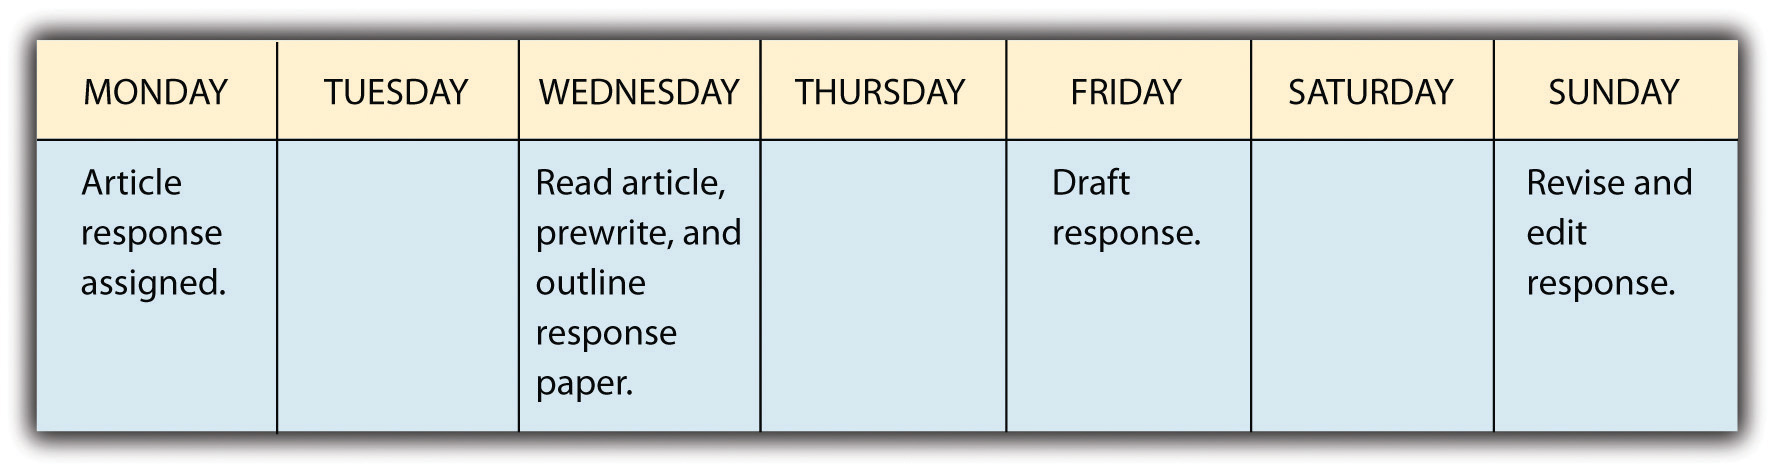 MONDAY TUESDAY WEDNESDAY THURSDAY FRIDAY SATURDAY SUNDAY
Article
response
assigned.
Read article,
prewrite, and
outline
response
paper.
Draft
response.
Revise and
edit
response.